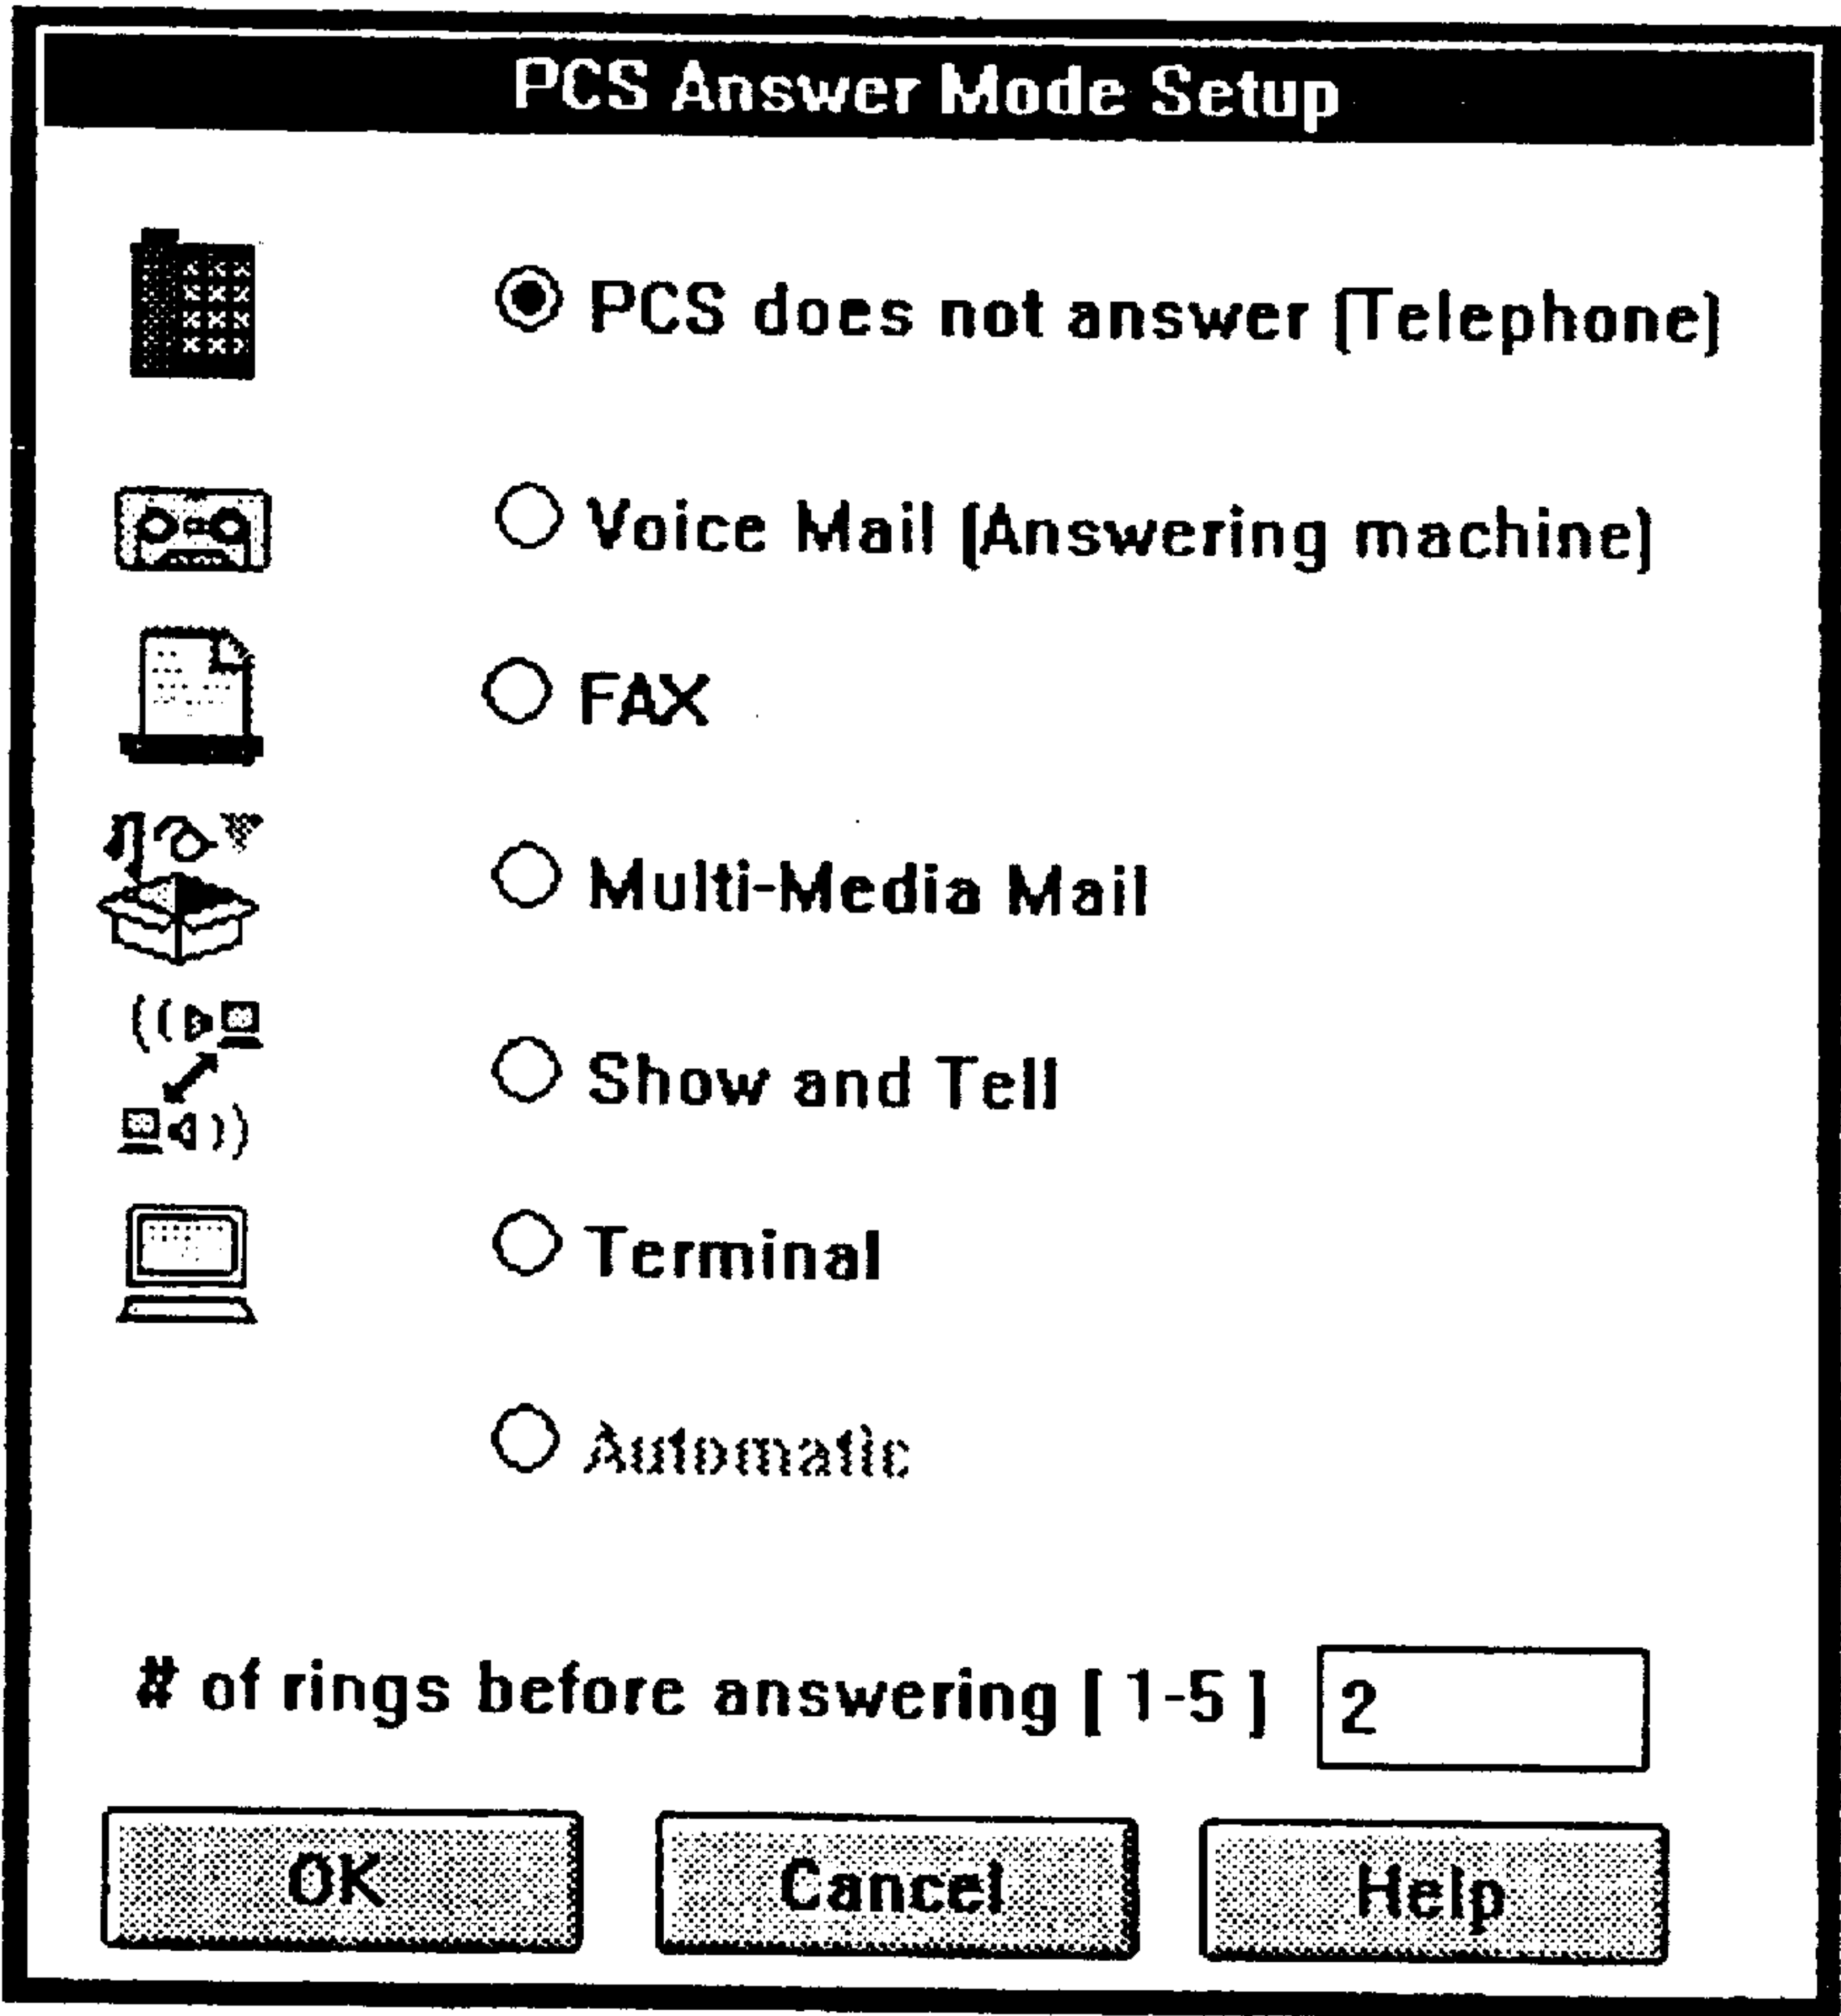 PCS Answer Mode Setup
PCS does not answer (Telephone)
Voice Mail (Answering machine)
FAX
Multi-Media Mail
Show and Tell
Terminal
Automatic
# of rings before answering [ 1-5 ] 2
OK Cancel Help